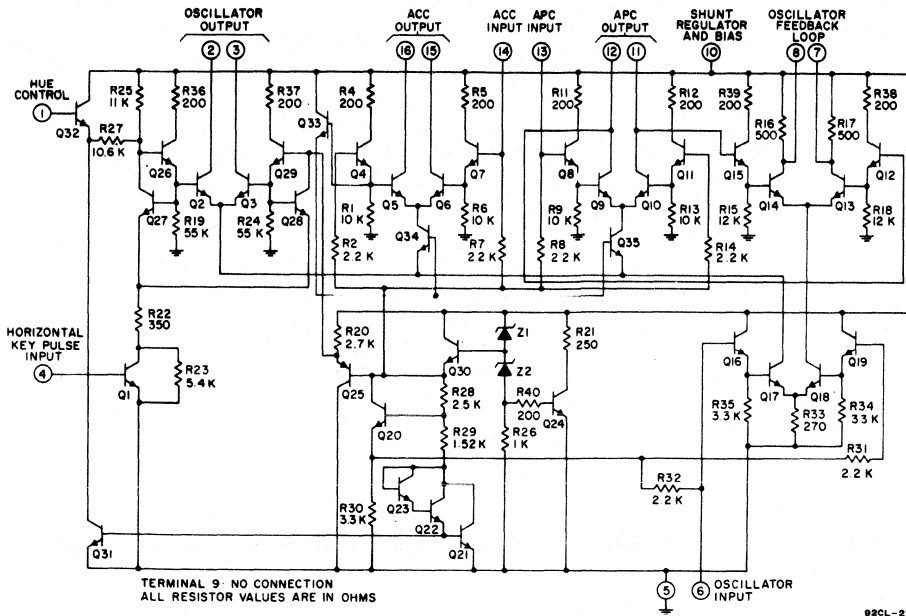 OSCILLATOR
OUTPUT
ACC
OUTPUT
ACC
INPUT
APC
INPUT
APC
OUTPUT
SHUNT
REGULATOR
AND BIAS
OSCILLATOR
FEEDBACK
LOOP
2
3
16
15
14
13
12
11
10
8
7
HUE
CONTROL
1
R25
11 K
R36
200
R37
200
R4
200
R5
200
R11
200
R12
200
R39
200
R16
500
R17
500
R38
200
Q32
R27
10.6 K
Q33
Q26
Q29
Q4
Q7
Q8
Q11
Q15
Q12
Q2
Q3
Q5
Q6
Q9
Q10
Q14
Q13
Q27
R19
55 K
R24
55 K
Q28
R1
10 K
R6
10 K
R9
10 K
R13
10 K
R15
12 K
R18
12 K
Q34
Q35
R2
2.2 K
R7
2.2 K
R8
2.2 K
R14
2.2 K
R22
350
R20
2.7 K
Z1
R21
250
Q16
Q19
HORIZONTAL
KEY PULSE
INPUT
4
Q1
R23
5.4 K
Q25
Q30
Z2
R28
2.5 K
R40
200
Q24
Q17
Q18
R35
3.3 K
R33
270
R34
3.3 K
Q20
R29
1.52 K
R26
1 K
R31
2.2 K
R32
2.2 K
R30
3.3 K
Q23
Q22
Q21
Q31
TERMINAL 9: NO CONNECTION
ALL RESISTOR VALUES ARE IN OHMS
5
6
OSCILLATOR
INPUT